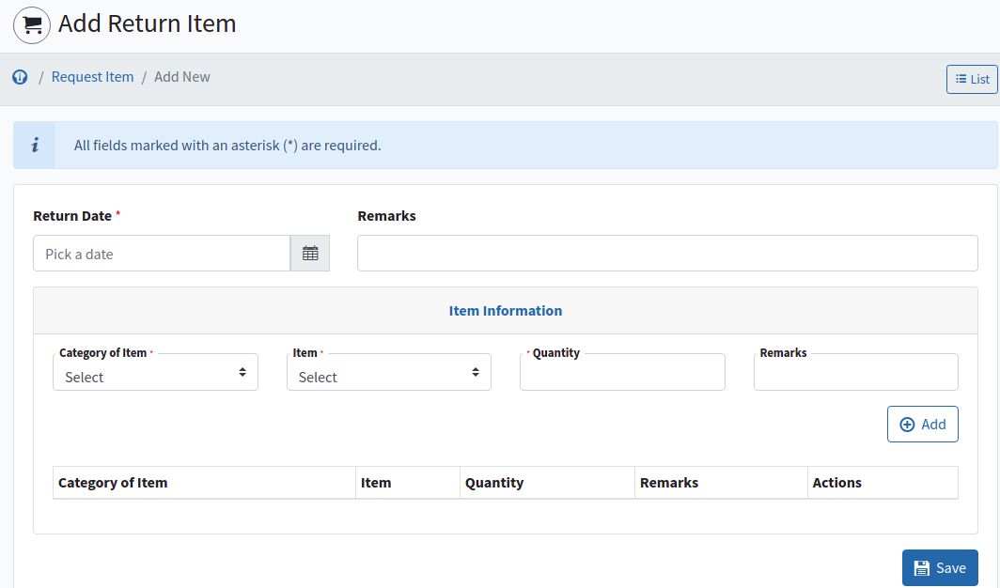 Add Return Item
/ Request Item / Add New
List
i All fields marked with an asterisk (*) are required.
Return Date * Remarks
Pick a date
Item Information
Category of Item * Item * * Quantity Remarks
Select Select
Add
Category of Item Item Quantity Remarks Actions
Save